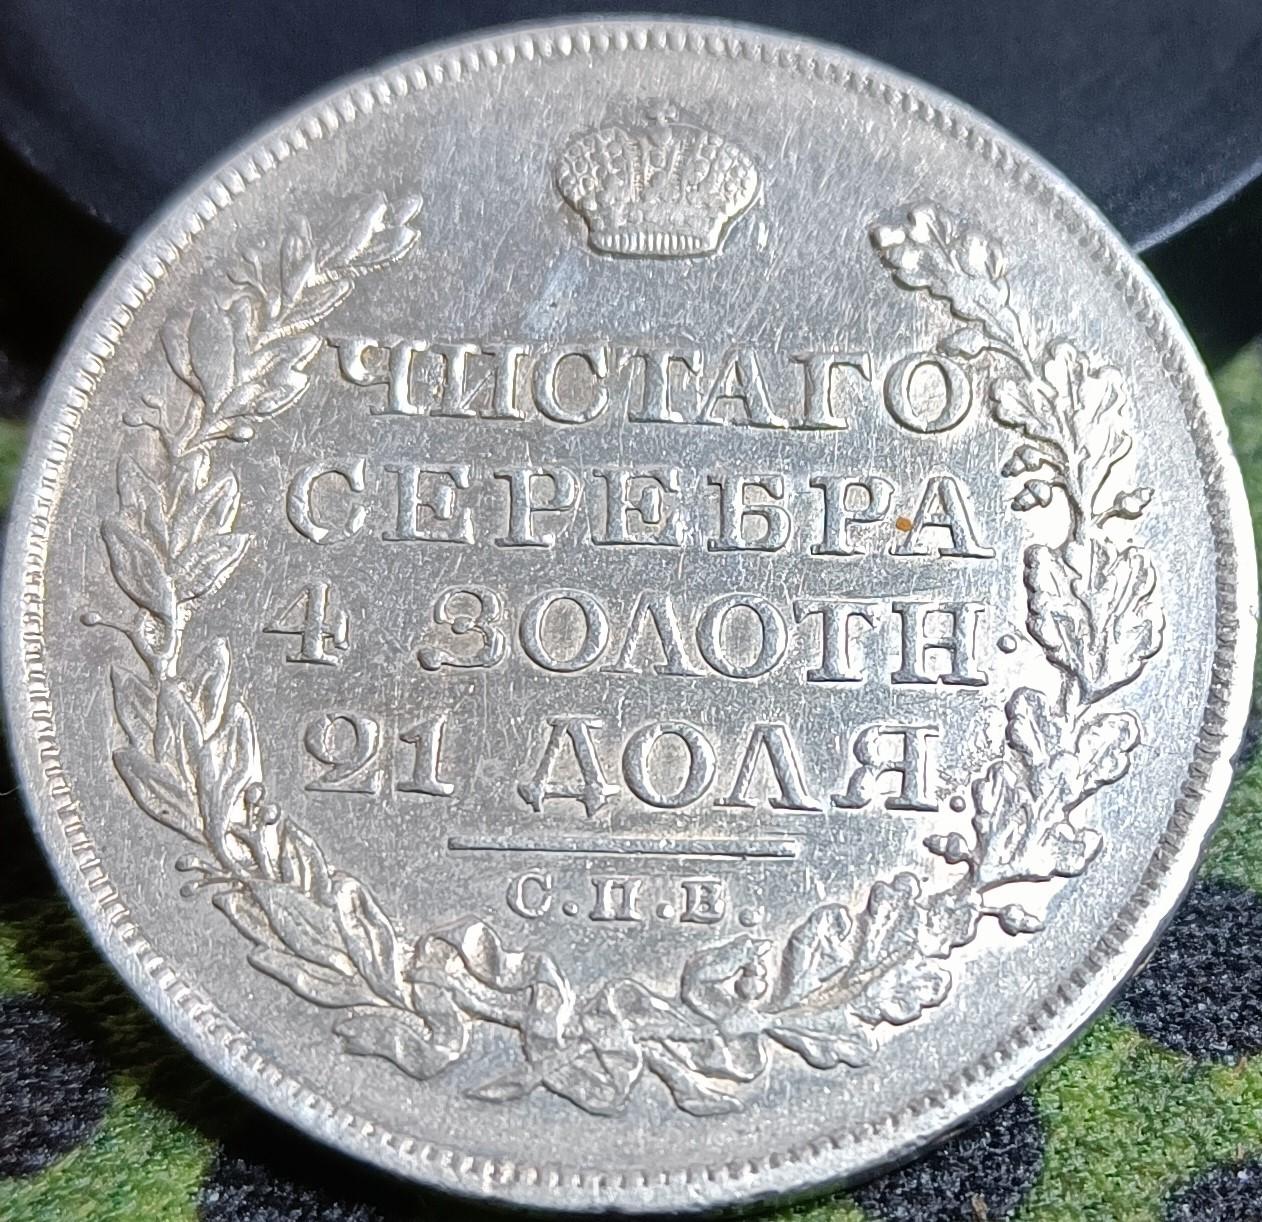 ЧИСТАГО
СЕРЕБРА
4 ЗОЛОТН.
21 ДОЛЯ.
С.П.Б.